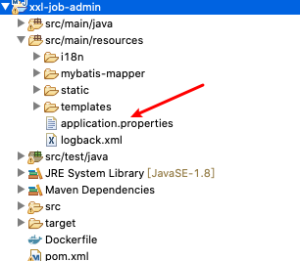 xxl-job-admin
src/main/java
src/main/resources
i18n
mybatis-mapper
static
templates
application.properties
logback.xml
src/test/java
JRE System Library [JavaSE-1.8]
Maven Dependencies
src
target
Dockerfile
pom.xml